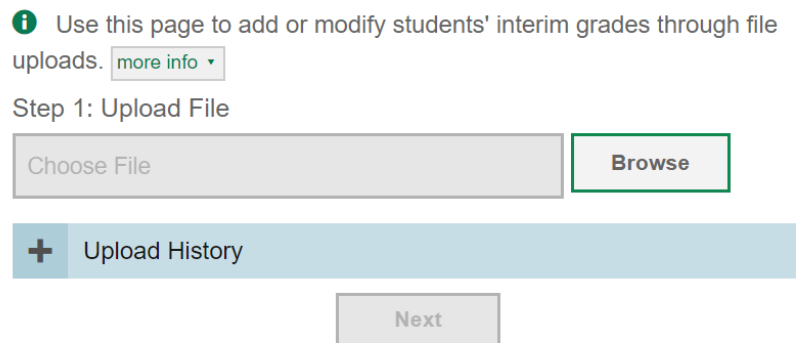 Use this page to add or modify students' interim grades through file
uploads. more info
Step 1: Upload File
Choose File
Browse
Upload History
Next